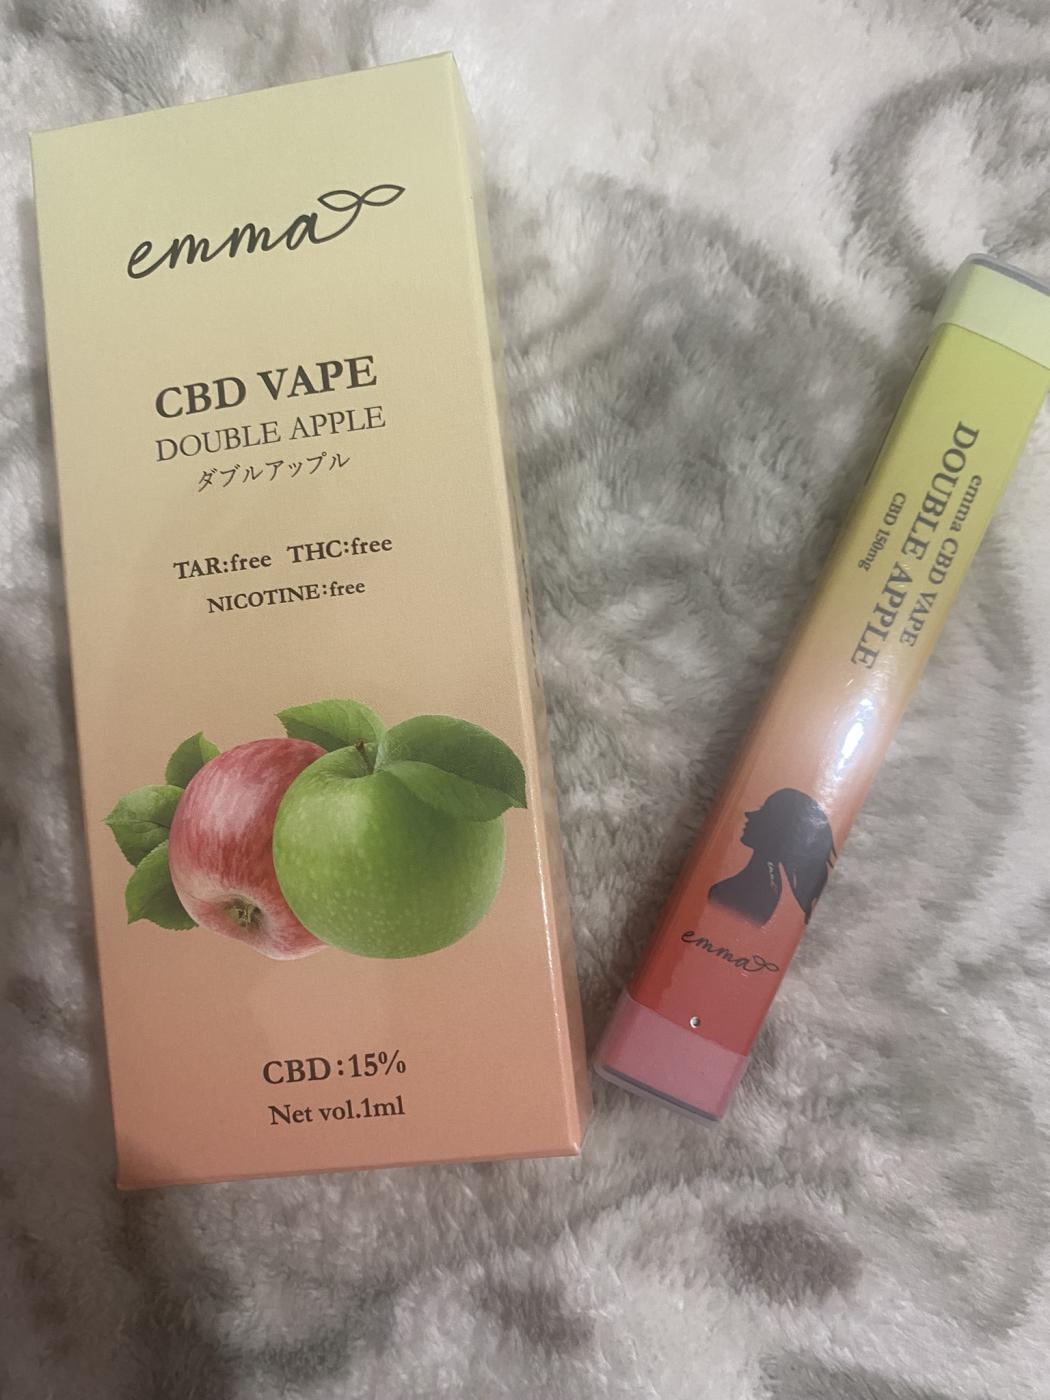 emma
CBD VAPE
DOUBLE APPLE
ダブルアップル
TAR:free THC:free
NICOTINE:free
CBD:15%
Net vol.1ml
emma CBD VAPE
DOUBLE APPLE
CBD 150mg
emma